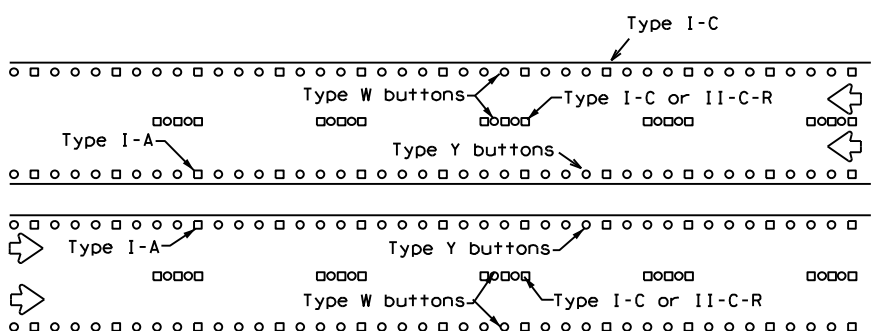 Type I-C
Type W buttons
Type I-C or II-C-R
Type I-A
Type Y buttons
Type I-A
Type Y buttons
Type W buttons
Type I-C or II-C-R